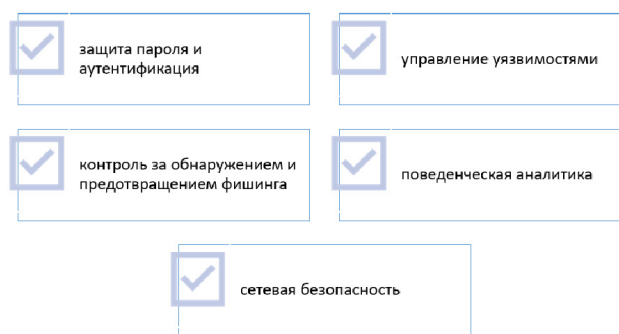 защита пароля и
аутентификация
управление уязвимостями
контроль за обнаружением и
предотвращением фишинга
поведенческая аналитика
сетевая безопасность